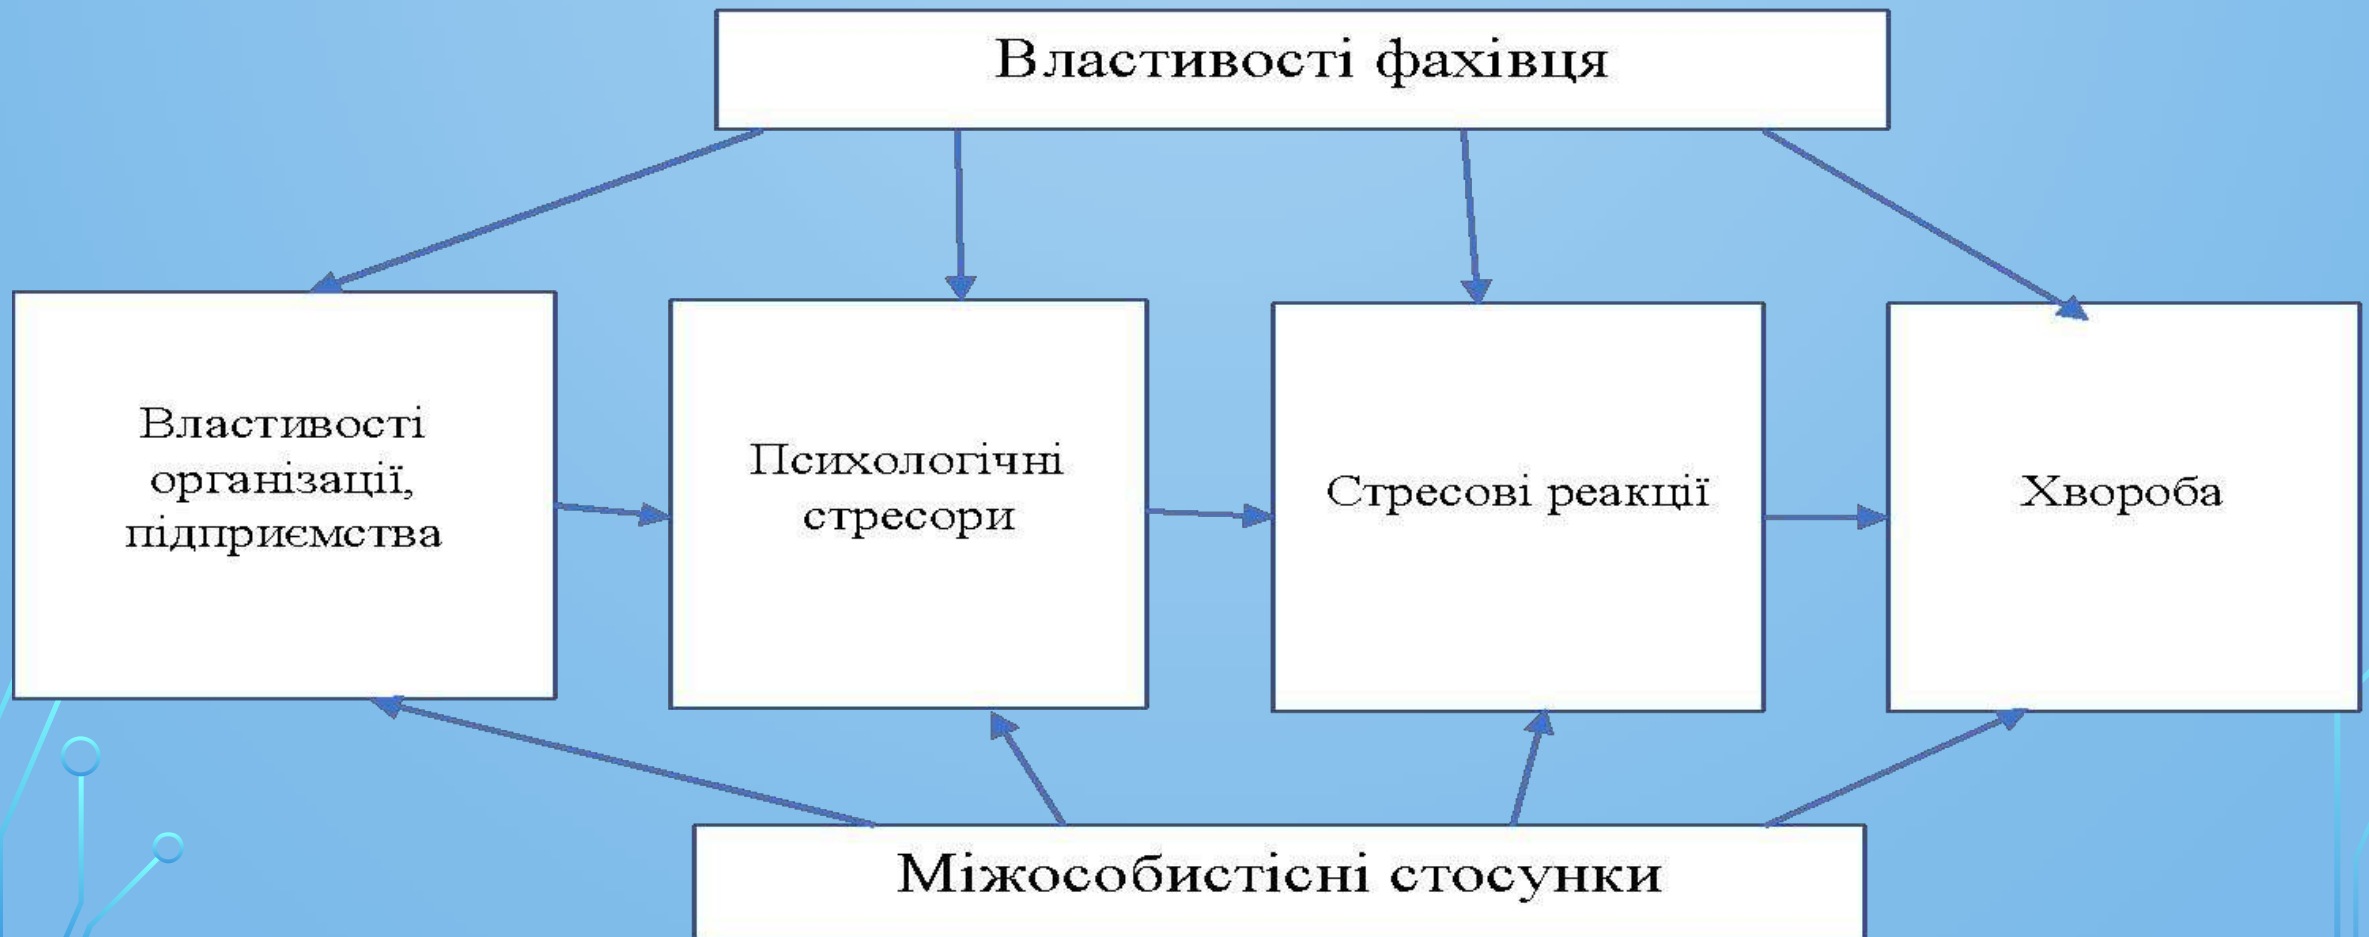 Властивості фахівця
Властивості
організації,
підприємства
Психологічні
стресори
Стресові реакції
Хвороба
Міжособистісні стосунки